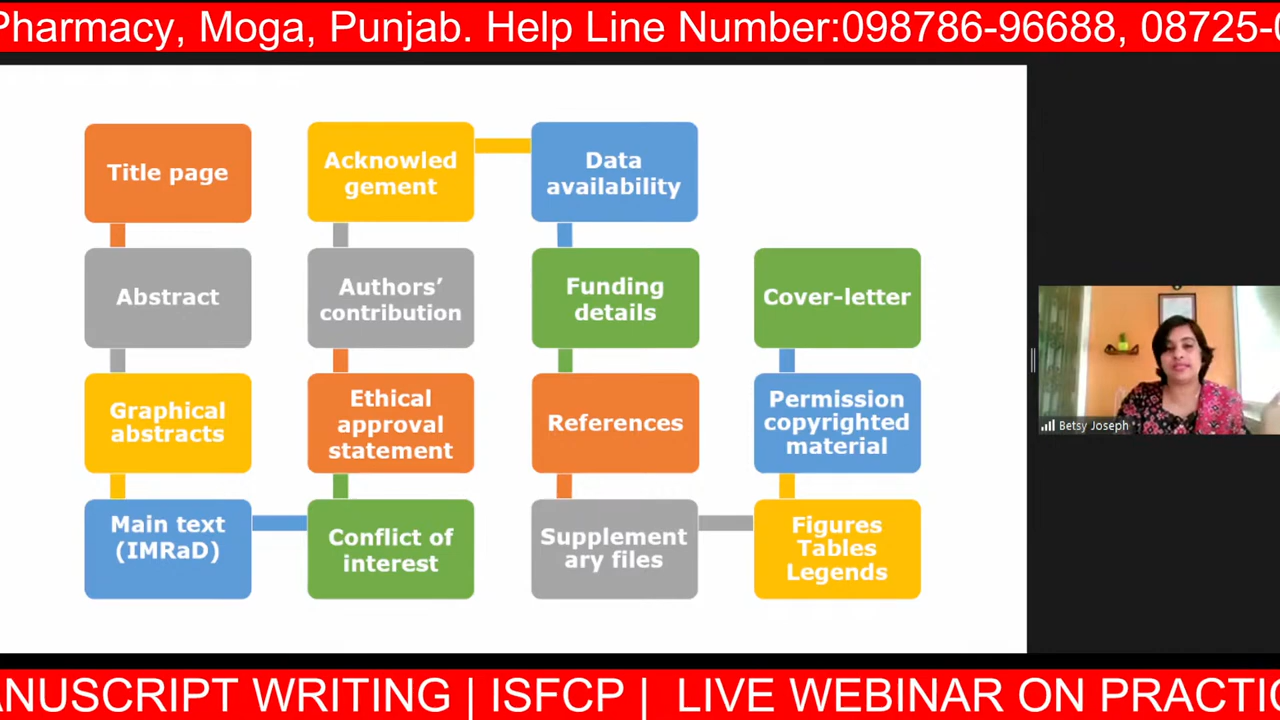 Pharmacy, Moga, Punjab. Help Line Number:098786-96688, 08725-
Title page
Abstract
Graphical
abstracts
Main text
(IMRaD)
Conflict of
interest
Ethical
approval
statement
Authors’
contribution
Acknowled
gement
Data
availability
Funding
details
References
Supplement
ary files
Figures
Tables
Legends
Permission
copyrighted
material
Cover-letter
Betsy Joseph
NUSCRIPT WRITING | ISFCP | LIVE WEBINAR ON PRACTIC